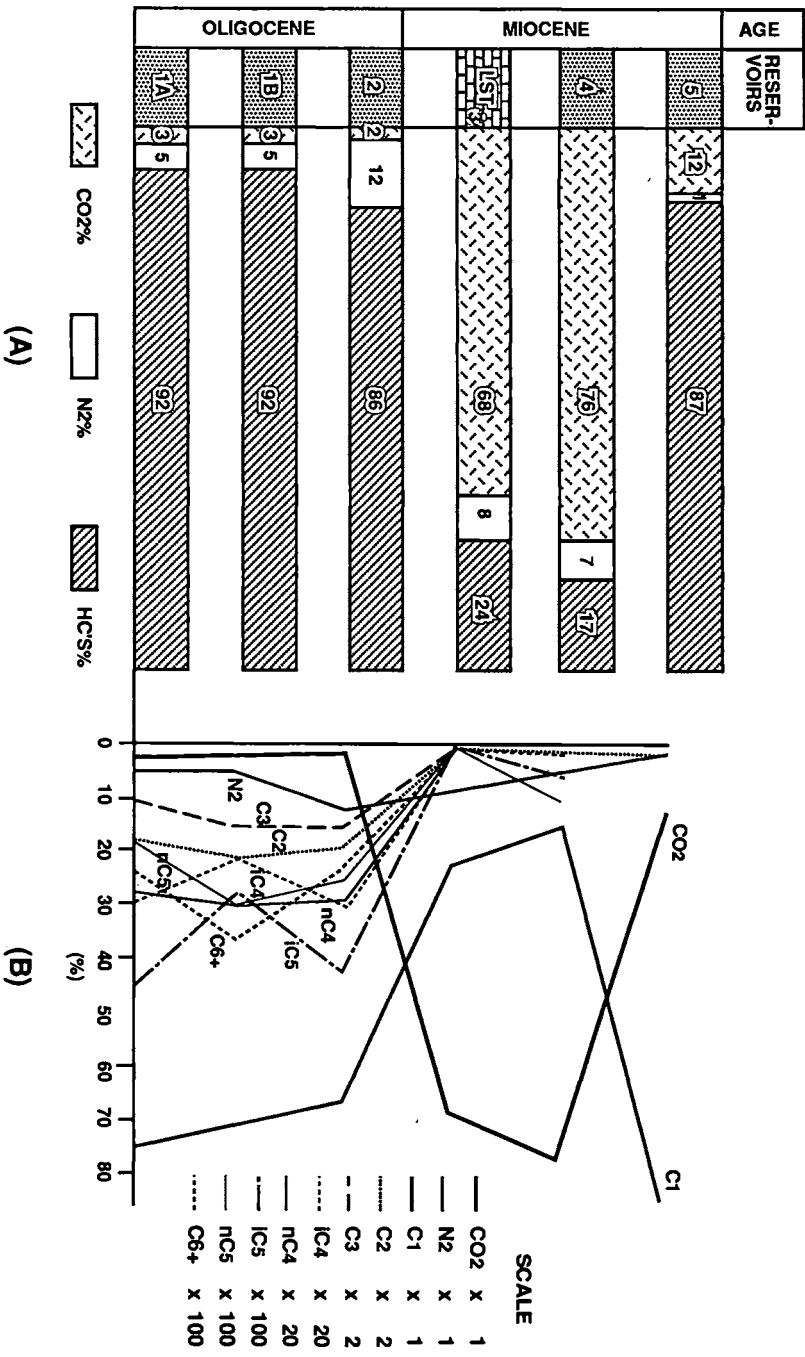 AGE
RESER-
VOIRS
MIOCENE
OLIGOCENE
5 12 1 87
4 76 7 17
LST 3 68 8 24
2 2 12 86
1B 3 5 92
1A 3 5 92
CO2% N2% HC'S%
(A)
CO2
C1
N2
C3
C2
iC4
nC5
nC4
C6+
iC5
0 10 20 30 40 50 60 70 80
(%)
(B)
SCALE
CO2 x 1
N2 x 1
C1 x 1
C2 x 2
C3 x 2
iC4 x 20
nC4 x 20
iC5 x 100
nC5 x 100
C6+ x 100